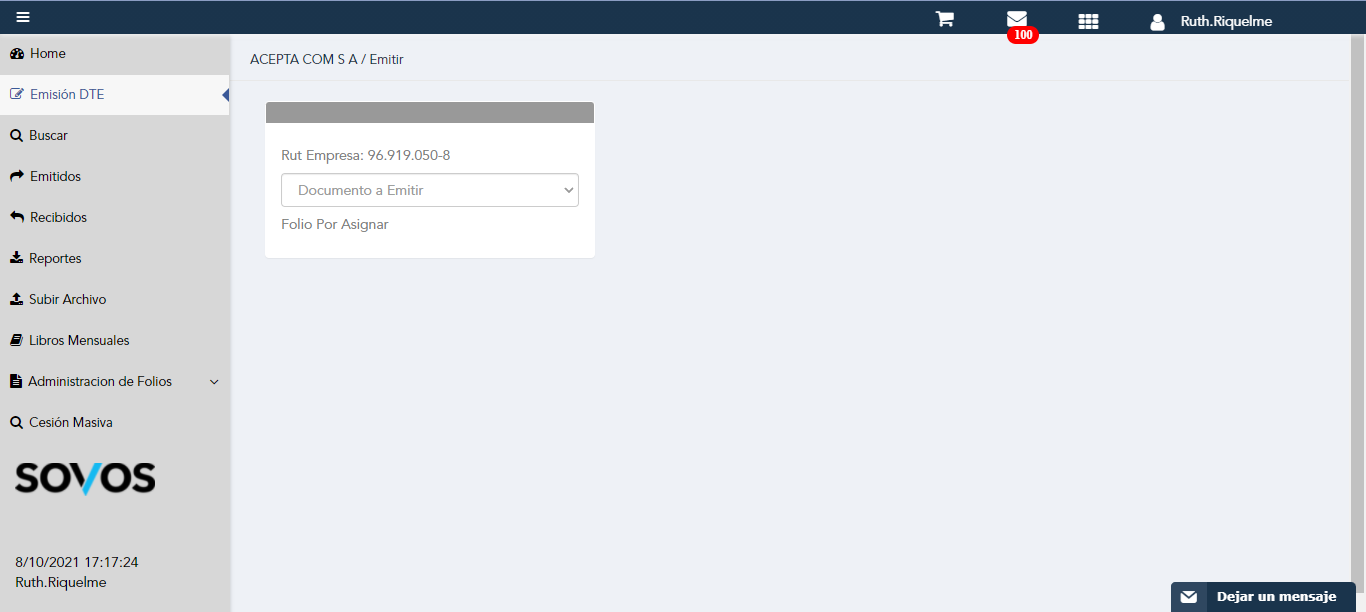 100
Ruth.Riquelme
Home
ACEPTA COM S A / Emitir
Emisión DTE
Buscar
Emitidos
Recibidos
Reportes
Subir Archivo
Libros Mensuales
Administracion de Folios
Cesión Masiva
Rut Empresa: 96.919.050-8
Documento a Emitir
Folio Por Asignar
SOVOS
8/10/2021 17:17:24
Ruth.Riquelme
Dejar un mensaje